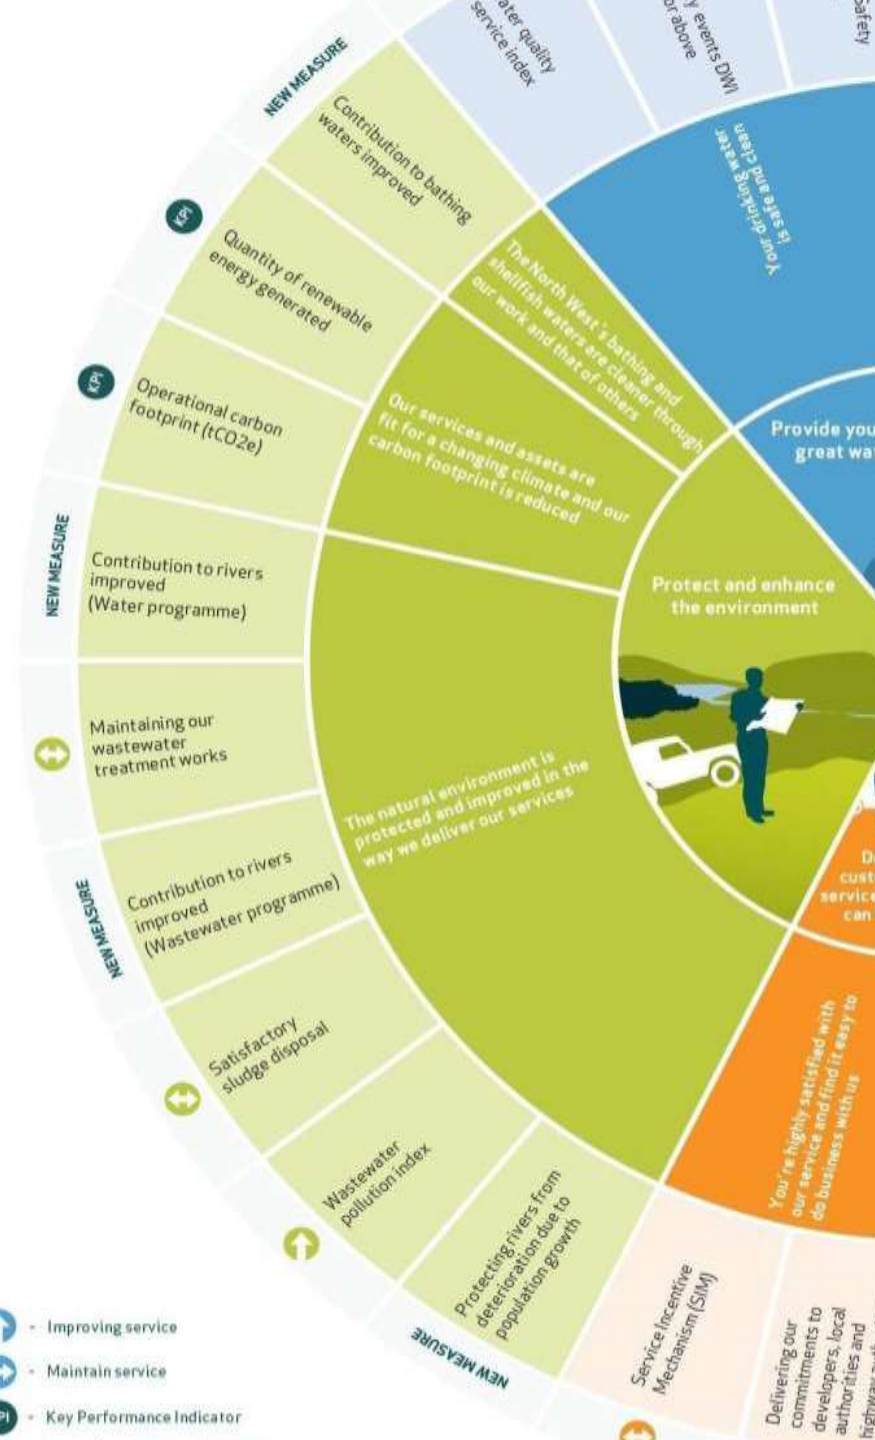 ater quality
service index
y events DWI
or above
Safety
NEW MEASURE
Contribution to bathing
waters improved
Your drinking water
is safe and clean
KPI
Quantity of renewable
energy generated
The North West's bathing and
shellfish waters are cleaner through
our work and that of others
KPI
Operational carbon
footprint (tCO2e)
Our services and assets are
fit for a changing climate and our
carbon footprint is reduced
Provide you
great wa
NEW MEASURE
Contribution to rivers
improved
(Water programme)
Protect and enhance
the environment
Maintaining our
wastewater
treatment works
The natural environment is
protected and improved in the
way we deliver our services
NEW MEASURE
Contribution to rivers
improved
(Wastewater programme)
D
cust
service
can
Satisfactory
sludge disposal
You're highly satisfied with
our service and find it easy to
do business with us
Wastewater
pollution index
Protecting rivers from
deterioration due to
population growth
NEW MEASURE
Service Incentive
Mechanism (SIM)
Delivering our
commitments to
developers, local
authorities and
- Improving service
- Maintain service
PI - Key Performance Indicator